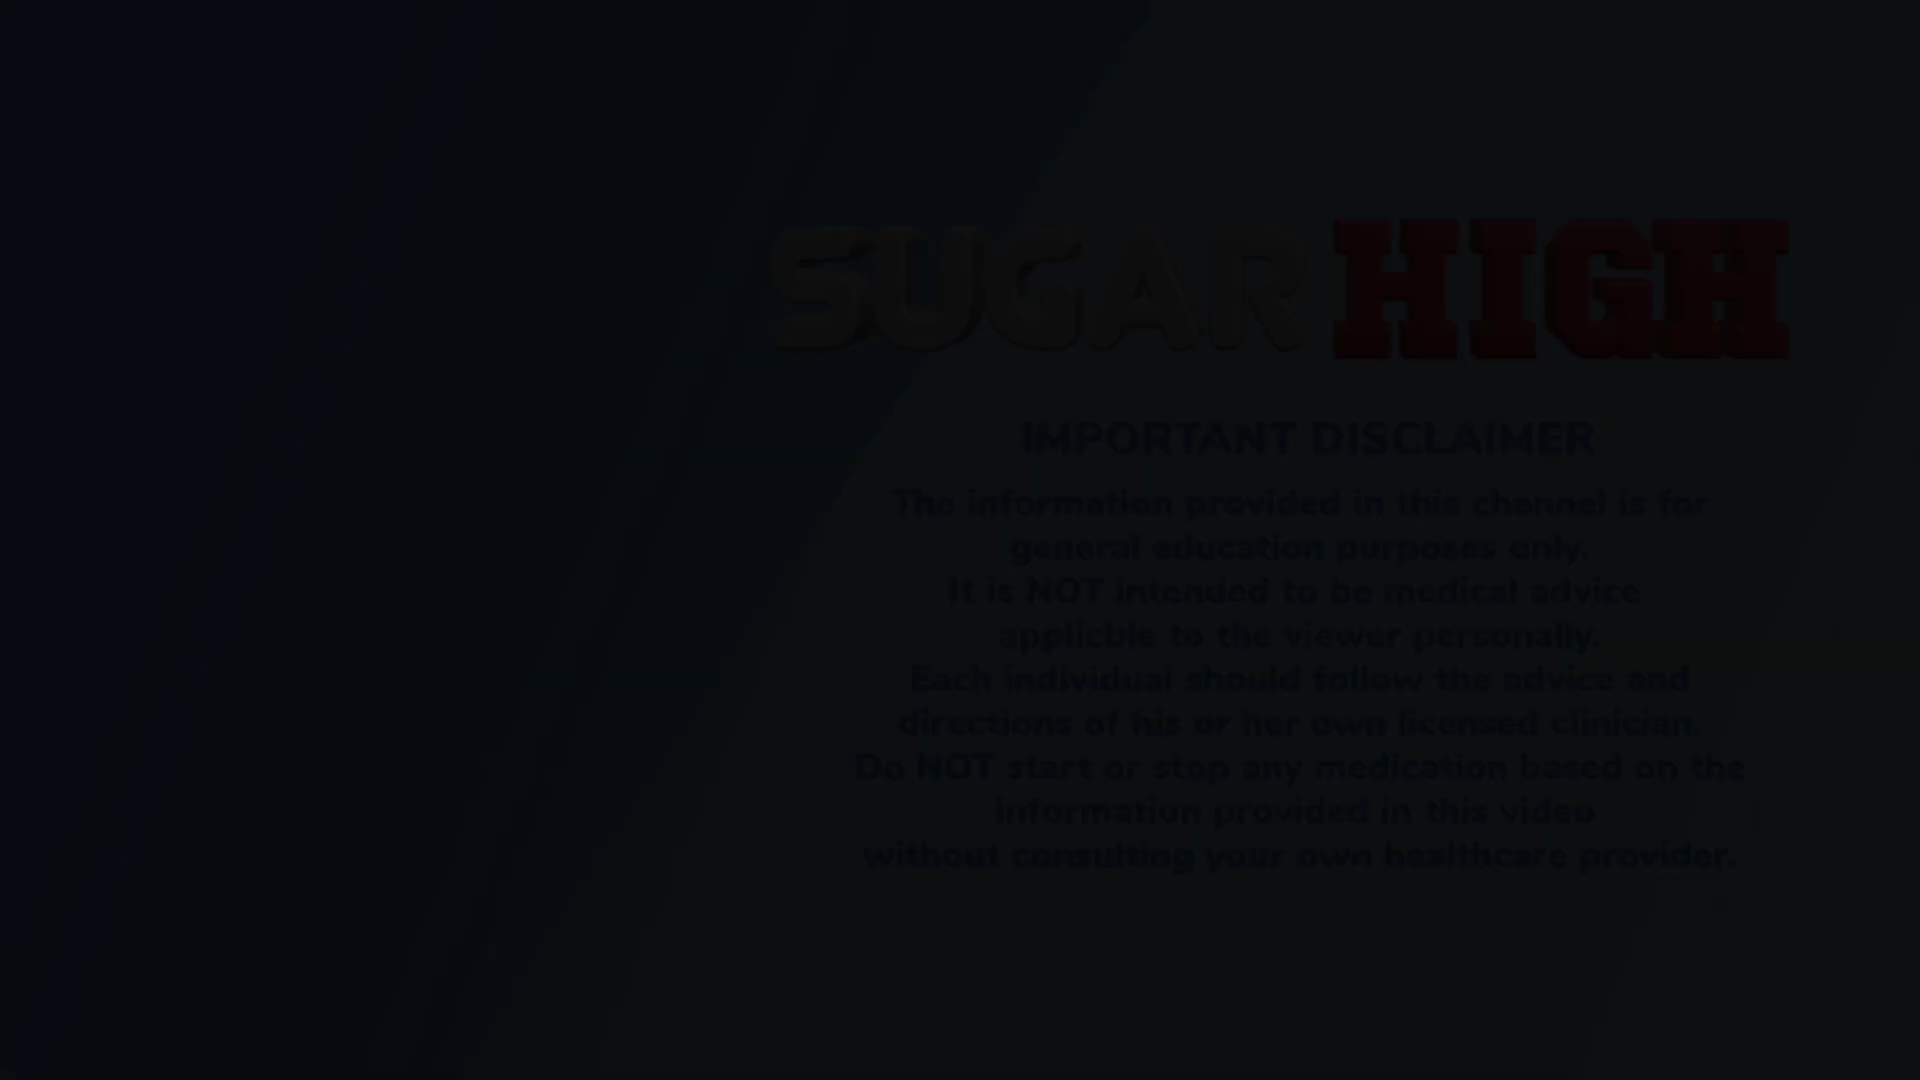 SUGAR HIGH
IMPORTANT DISCLAIMER
The information provided in this channel is for
general education purposes only.
It is NOT intended to be medical advice
applicble to the viewer personally.
Each individual should follow the advice and
directions of his or her own licensed clinician.
Do NOT start or stop any medication based on the
information provided in this video
without consulting your own healthcare provider.